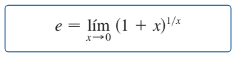 e = lím (1 + x)^{1/x}
x→0